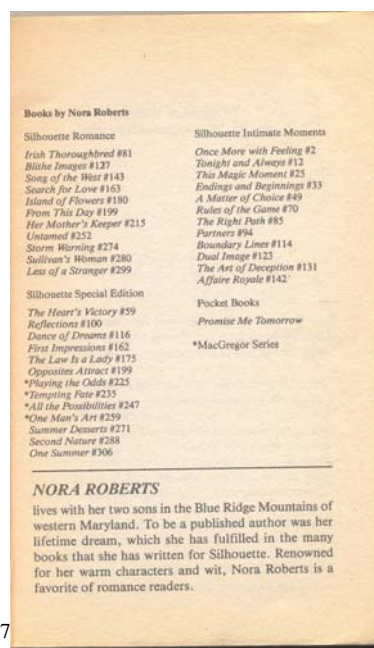 Books by Nora Roberts
Silhouette Romance
Irish Thoroughbred #81
Blithe Images #127
Song of the West #143
Search for Love #163
Island of Flowers #180
From This Day #199
Her Mother's Keeper #215
Untamed #252
Storm Warning #274
Sullivan's Woman #280
Less of a Stranger #299
Silhouette Special Edition
The Heart's Victory #59
Reflections #100
Dance of Dreams #116
First Impressions #162
The Law Is a Lady #175
Opposites Attract #199
*Playing the Odds #225
*Tempting Fate #235
*All the Possibilities #247
*One Man's Art #259
Summer Desserts #271
Second Nature #288
One Summer #306
Silhouette Intimate Moments
Once More with Feeling #2
Tonight and Always #12
This Magic Moment #25
Endings and Beginnings #33
A Matter of Choice #49
Rules of the Game #70
The Right Path #85
Partners #94
Boundary Lines #114
Dual Image #123
The Art of Deception #131
Affaire Royale #142
Pocket Books
Promise Me Tomorrow
*MacGregor Series
NORA ROBERTS
lives with her two sons in the Blue Ridge Mountains of
western Maryland. To be a published author was her
lifetime dream, which she has fulfilled in the many
books that she has written for Silhouette. Renowned
for her warm characters and wit, Nora Roberts is a
favorite of romance readers.
7